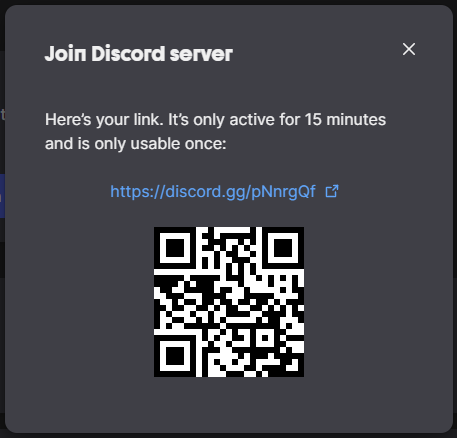 Join Discord server
Here’s your link. It’s only active for 15 minutes
and is only usable once:
https://discord.gg/pNnrgQf